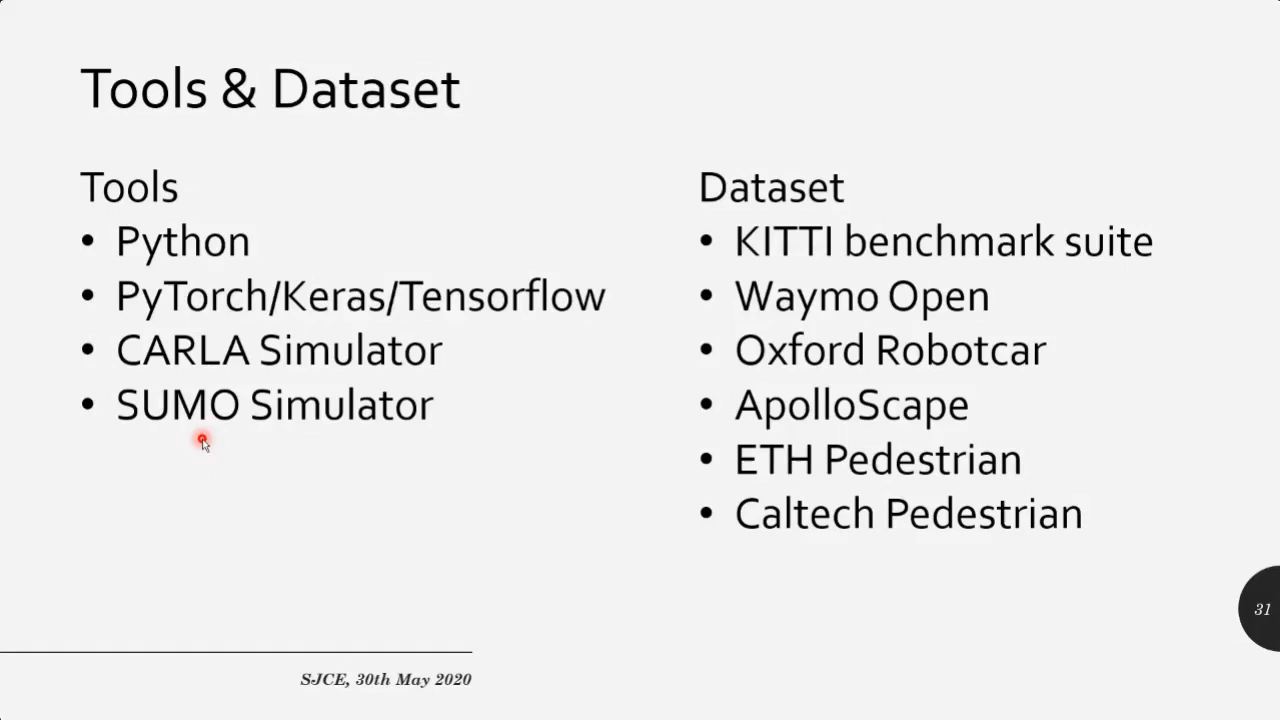 Tools & Dataset
Tools
• Python
• PyTorch/Keras/Tensorflow
• CARLA Simulator
• SUMO Simulator
Dataset
• KITTI benchmark suite
• Waymo Open
• Oxford Robotcar
• ApolloScape
• ETH Pedestrian
• Caltech Pedestrian
31
SJCE, 30th May 2020